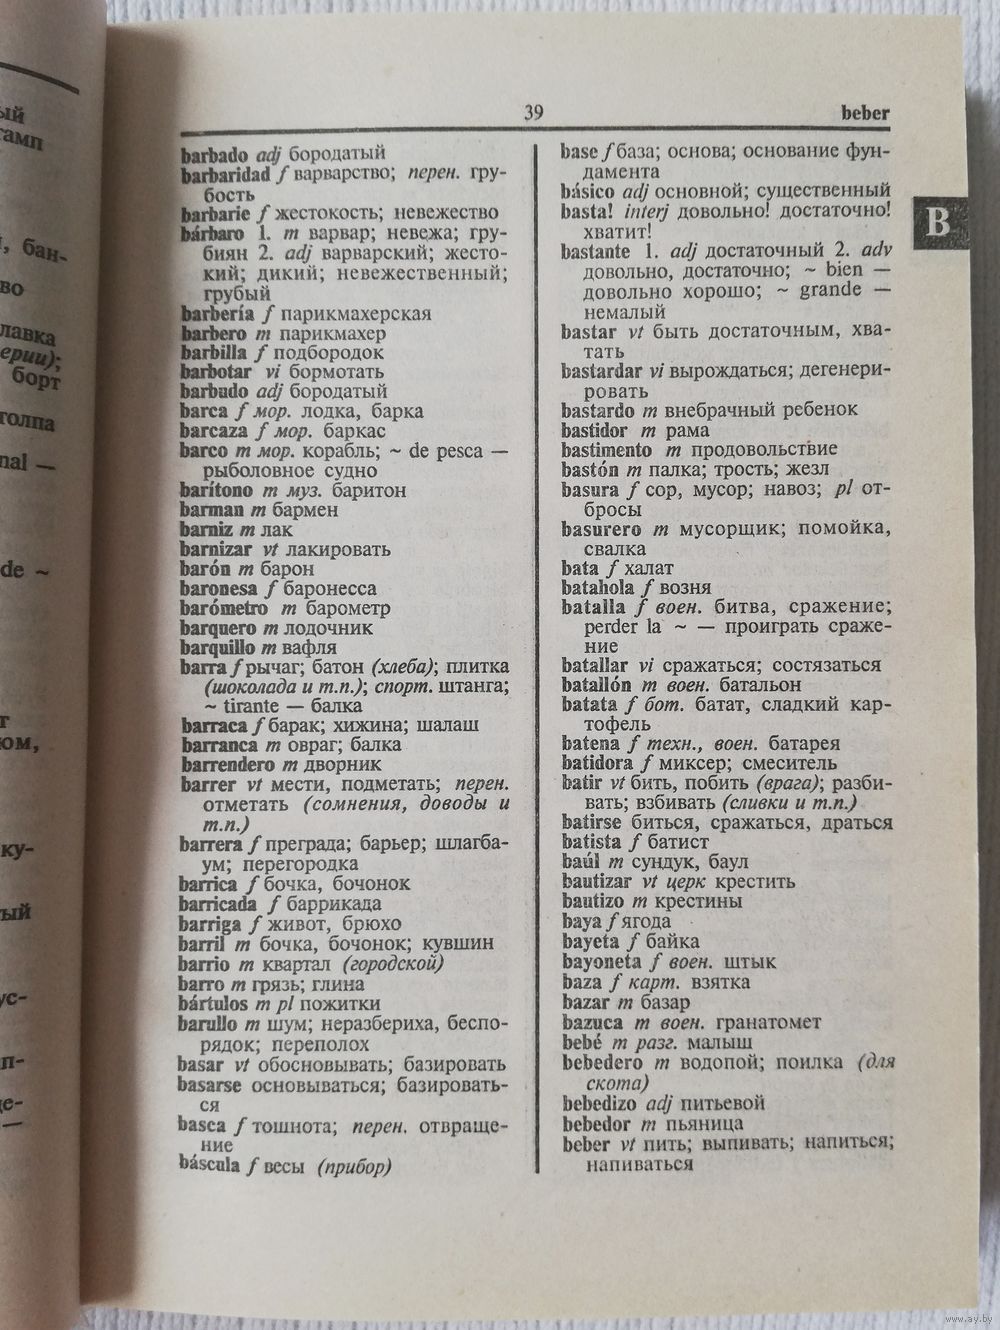 39
beber
barbado adj бородатый
barbaridad f варварство; перен. гру-
бость
barbarie f жестокость; невежество
bárbaro 1. m варвар; невежа; гру-
биян 2. adj варварский; жесто-
кий; дикий; невежественный;
грубый
barbería f парикмахерская
barbero m парикмахер
barbilla f подбородок
barbotar vi бормотать
barbudo adj бородатый
barca f мор. лодка, барка
barcaza f мор. баркас
barco m мор. корабль; ~ de pesca —
рыболовное судно
barítono m муз. баритон
barman m бармен
barniz m лак
barnizar vt лакировать
barón m барон
baronesa f баронесса
barómetro m барометр
barquero m лодочник
barquillo m вафля
barra f рычаг; батон (хлеба); плитка
(шоколада и т.п.); спорт. штанга;
~ tirante — балка
barraca f барак; хижина; шалаш
barranca m овраг; балка
barrendero m дворник
barrer vt мести, подметать; перен.
отметать (сомнения, доводы и
т.п.)
barrera f преграда; барьер; шлагба-
ум; перегородка
barrica f бочка, бочонок
barricada f баррикада
barriga f живот, брюхо
barril m бочка, бочонок; кувшин
barrio m квартал (городской)
barro m грязь; глина
bártulos m pl пожитки
barullo m шум; неразбериха, беспо-
рядок; переполох
basar vt обосновывать; базировать
basarse основываться; базировать-
ся
basca f тошнота; перен. отвраще-
ние
báscula f весы (прибор)
base f база; основа; основание фун-
дамента
básico adj основной; существенный
basta! interj довольно! достаточно!
хватит!
bastante 1. adj достаточный 2. adv
довольно, достаточно; ~ bien —
довольно хорошо; ~ grande —
немалый
bastar vt быть достаточным, хва-
тать
bastardar vi вырождаться; дегенери-
ровать
bastardo m внебрачный ребенок
bastidor m рама
bastimento m продовольствие
bastón m палка; трость; жезл
basura f сор, мусор; навоз; pl от-
бросы
basurero m мусорщик; помойка,
свалка
bata f халат
batahola f возня
batalla f воен. битва, сражение;
perder la ~ — проиграть сраже-
ние
batallar vi сражаться; состязаться
batallón m воен. батальон
batata f бот. батат, сладкий кар-
тофель
batena f техн., воен. батарея
batidora f миксер; смеситель
batir vt бить, побить (врага); разби-
вать; взбивать (сливки и т.п.)
batirse биться, сражаться, драться
batista f батист
baúl m сундук, баул
bautizar vt церк крестить
bautizo m крестины
baya f ягода
bayeta f байка
bayoneta f воен. штык
baza f карт. взятка
bazar m базар
bazuca m воен. гранатомет
bebé m разг. малыш
bebedero m водопой; поилка (для
скота)
bebedizo adj питьевой
bebedor m пьяница
beber vt пить; выпивать; напиться;
напиваться
B
www.ay.by